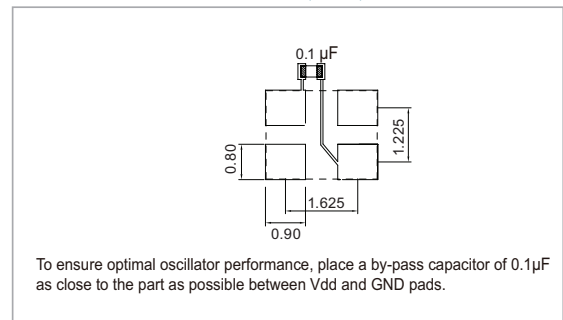 0.1 µF
1.225
0.80
1.625
0.90
To ensure optimal oscillator performance, place a by-pass capacitor of 0.1µF
as close to the part as possible between Vdd and GND pads.